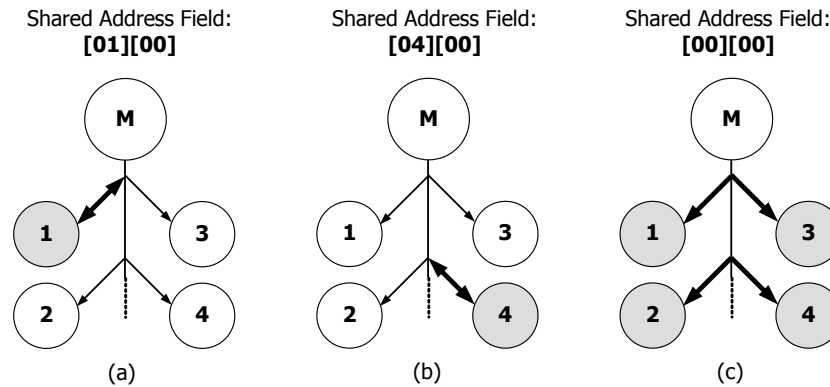 Shared Address Field:
[01][00]
M
1
3
2
4
(a)
Shared Address Field:
[04][00]
M
1
3
2
4
(b)
Shared Address Field:
[00][00]
M
1
3
2
4
(c)